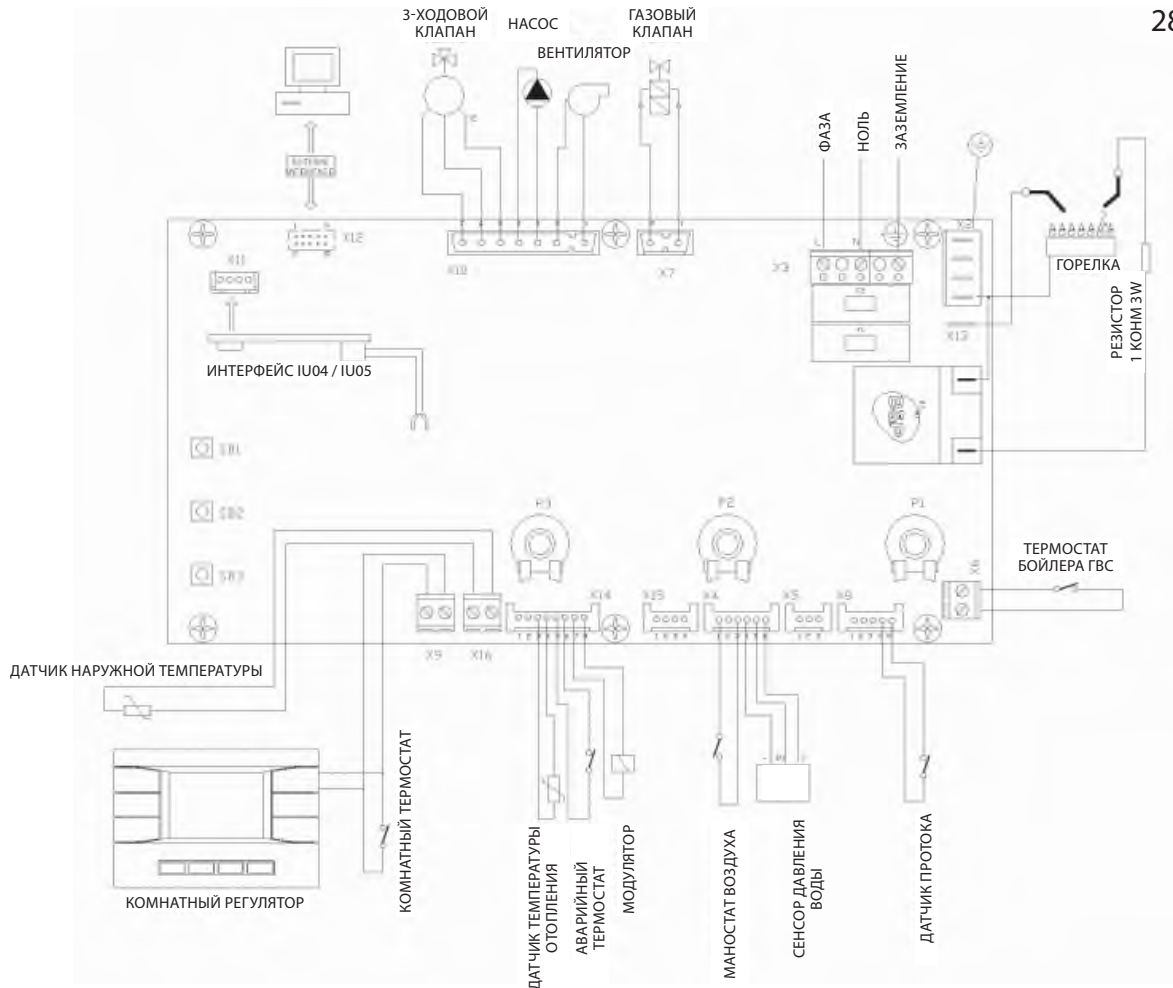 28
3-ХОДОВОЙ
КЛАПАН
НАСОС
ВЕНТИЛЯТОР
ГАЗОВЫЙ
КЛАПАН
ФАЗА
НОЛЬ
ЗАЗЕМЛЕНИЕ
X12
X11
X10
X7
X3
L
N
X2
X13
ГОРЕЛКА
РЕЗИСТОР
1 КОНМ 3W
ИНТЕРФЕЙС IU04 / IU05
SB1
SB2
SB3
P3
P2
P1
X6
ТЕРМОСТАТ
БОЙЛЕРА ГВС
X14
X15
X4
X5
X8
X9
X16
ДАТЧИК НАРУЖНОЙ ТЕМПЕРАТУРЫ
КОМНАТНЫЙ РЕГУЛЯТОР
КОМНАТНЫЙ ТЕРМОСТАТ
ДАТЧИК ТЕМПЕРАТУРЫ
ОТОПЛЕНИЯ
АВАРИЙНЫЙ
ТЕРМОСТАТ
МОДУЛЯТОР
МАНОСТАТ ВОЗДУХА
СЕНСОР ДАВЛЕНИЯ
ВОДЫ
ДАТЧИК ПРОТОКА